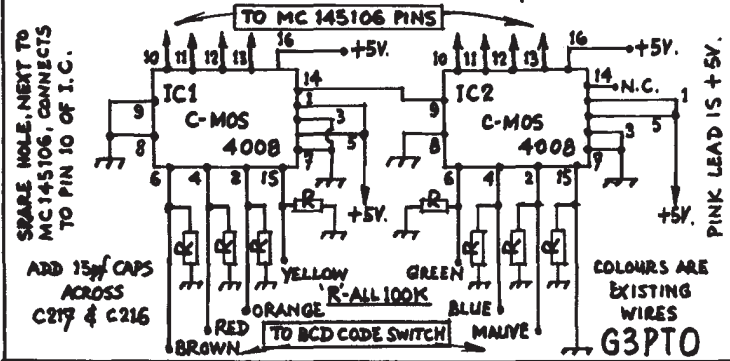 TO MC 145106 PINS
10 11 12 13 16 +5V.
10 11 12 13 16 +5V.
SPARE HOLE, NEXT TO
MC145106, CONNECTS
TO PIN 10 OF I.C.
IC1
C-MOS
4008
9
8
14
1
3
5
7
+5V.
6 4 2 15
IC2
C-MOS
4008
9
8
14 N.C.
1
3
5
7
+5V.
6 4 2 15
PINK LEAD IS +5V.
R R R R
R R R R
ADD 15pf CAPS
ACROSS
C217 & C216
YELLOW
ORANGE
RED
BROWN
'R'-ALL 100K
GREEN
BLUE
MAUVE
TO BCD CODE SWITCH
COLOURS ARE
EXISTING
WIRES
G3PTO